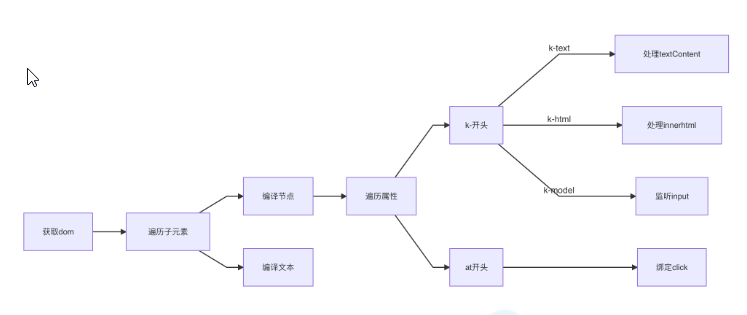 k-text
处理textContent
k-开头
k-html
处理innerhtml
编译节点
遍历属性
k-model
监听input
获取dom
遍历子元素
编译文本
at开头
绑定click